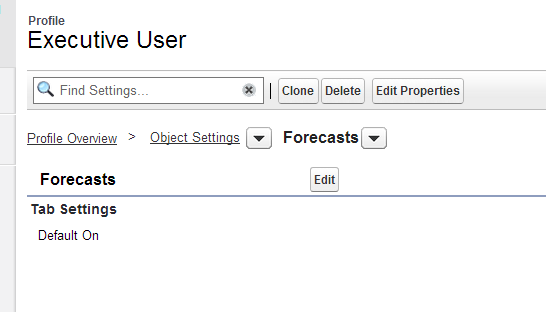 Profile
Executive User
Find Settings... Clone Delete Edit Properties
Profile Overview > Object Settings Forecasts
Forecasts Edit
Tab Settings
Default On